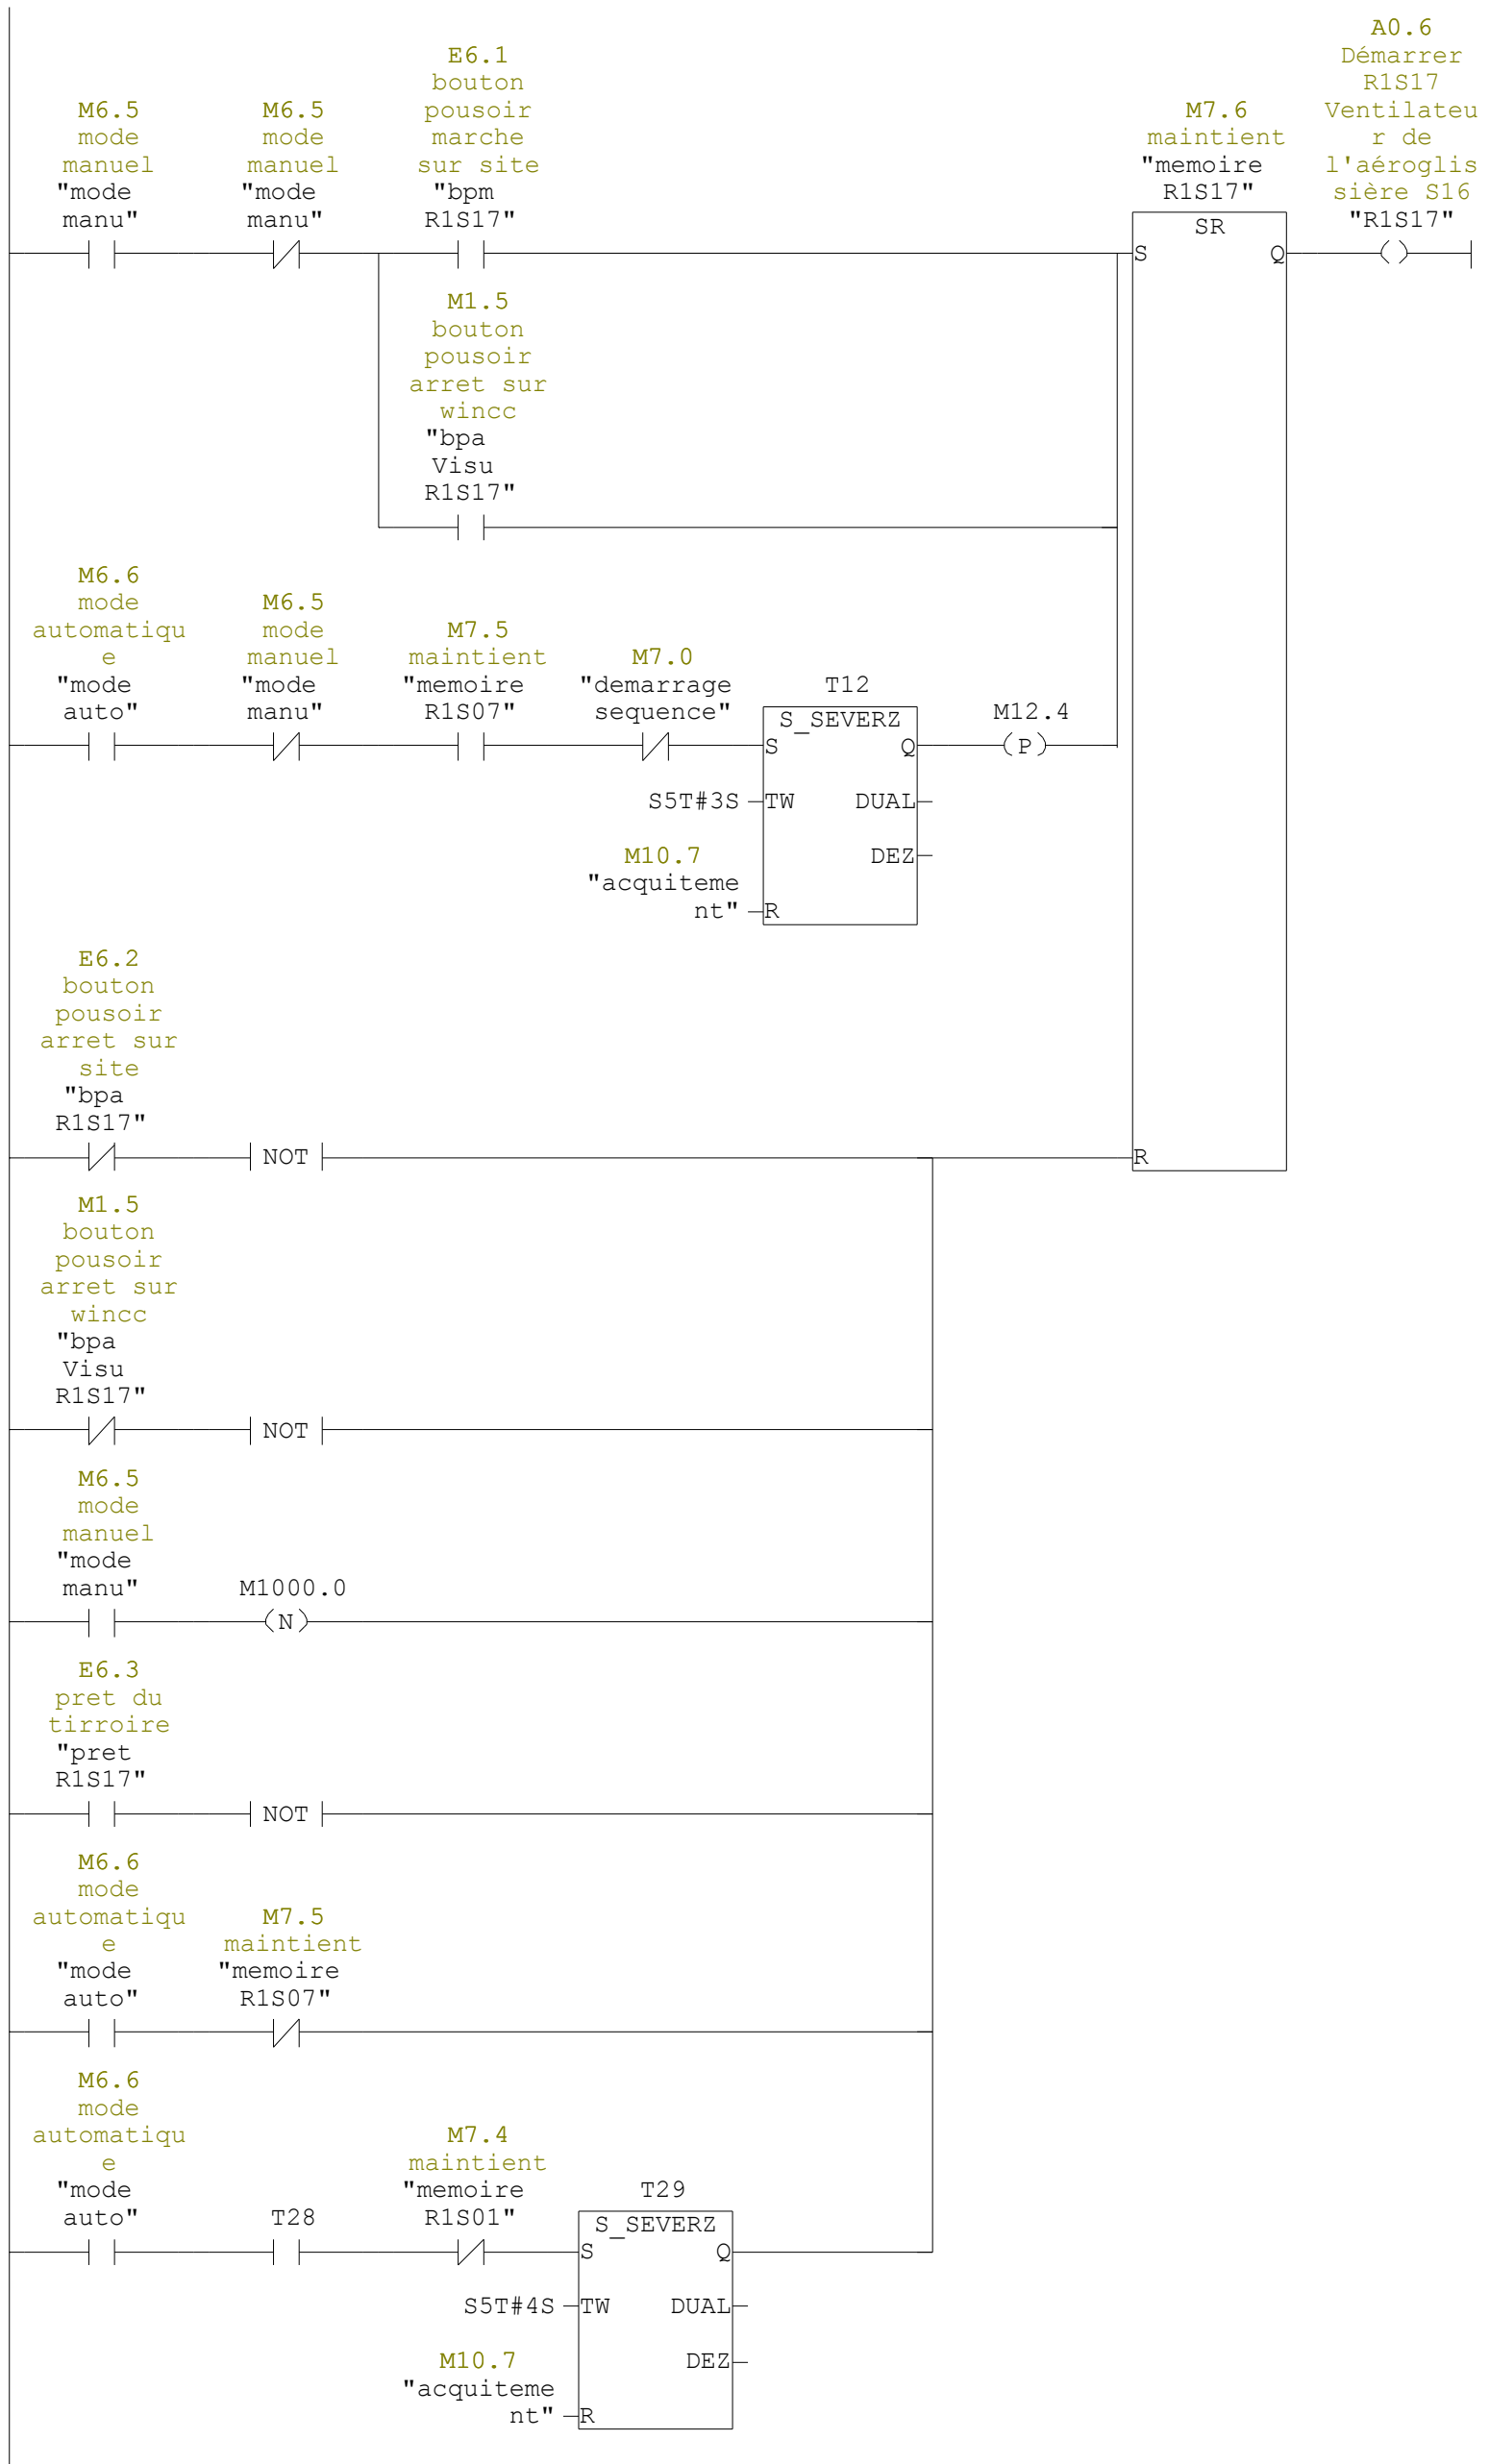 A0.6
Démarrer
R1S17
Ventilateu
r de
l'aéroglis
sière S16
"R1S17"
E6.1
bouton
pousoir
marche
sur site
"bpm
R1S17"
M6.5
mode
manuel
"mode
manu"
M6.5
mode
manuel
"mode
manu"
M7.6
maintient
"memoire
R1S17"
SR
S
Q
( )
M1.5
bouton
pousoir
arret sur
wincc
"bpa
Visu
R1S17"
M6.6
mode
automatiqu
e
"mode
auto"
M6.5
mode
manuel
"mode
manu"
M7.5
maintient
"memoire
R1S07"
M7.0
"demarrage
sequence"
T12
S_SEVERZ
S
Q
M12.4
(P)
S5T#3S
TW
DUAL
M10.7
"acquiteme
nt"
DEZ
R
E6.2
bouton
pousoir
arret sur
site
"bpa
R1S17"
NOT
R
M1.5
bouton
pousoir
arret sur
wincc
"bpa
Visu
R1S17"
NOT
M6.5
mode
manuel
"mode
manu"
M1000.0
(N)
E6.3
pret du
tirroire
"pret
R1S17"
NOT
M6.6
mode
automatiqu
e
"mode
auto"
M7.5
maintient
"memoire
R1S07"
M6.6
mode
automatiqu
e
"mode
auto"
T28
M7.4
maintient
"memoire
R1S01"
T29
S_SEVERZ
S
Q
S5T#4S
TW
DUAL
M10.7
"acquiteme
nt"
DEZ
R